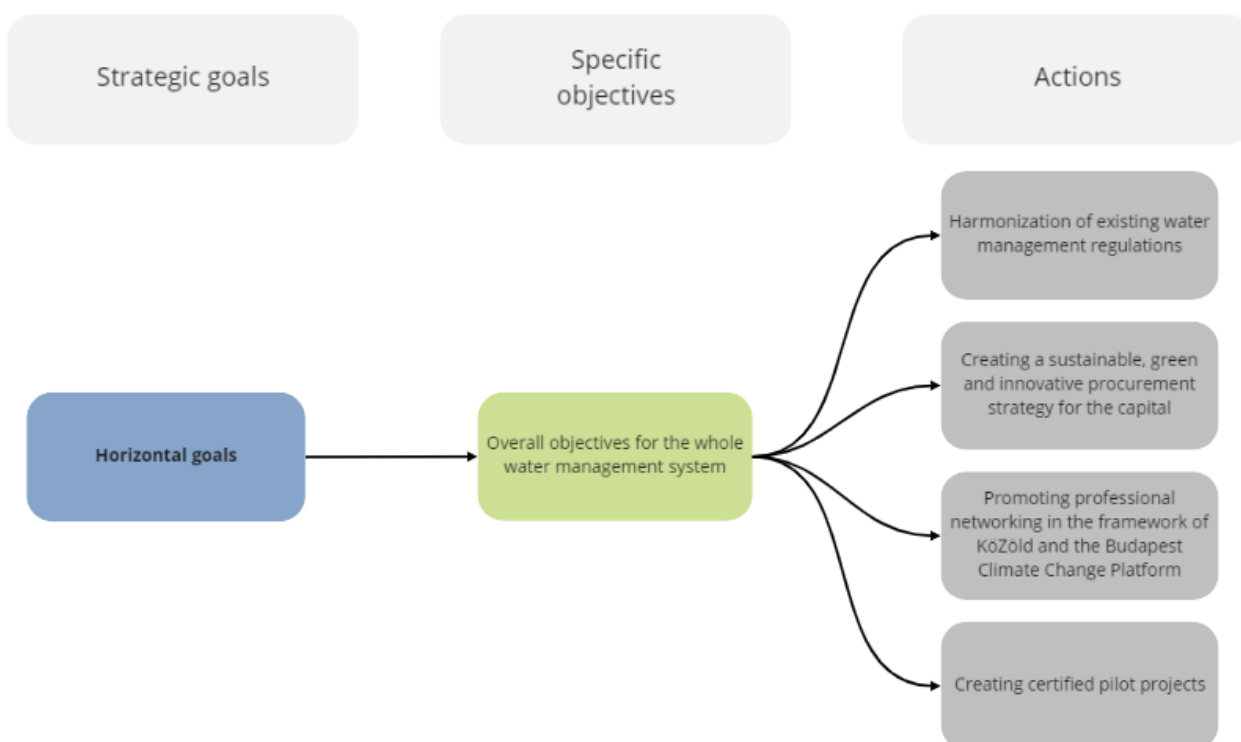 Strategic goals
Specific
objectives
Actions
Horizontal goals
Overall objectives for the whole
water management system
Harmonization of existing water
management regulations
Creating a sustainable, green
and innovative procurement
strategy for the capital
Promoting professional
networking in the framework of
KöZöld and the Budapest
Climate Change Platform
Creating certified pilot projects